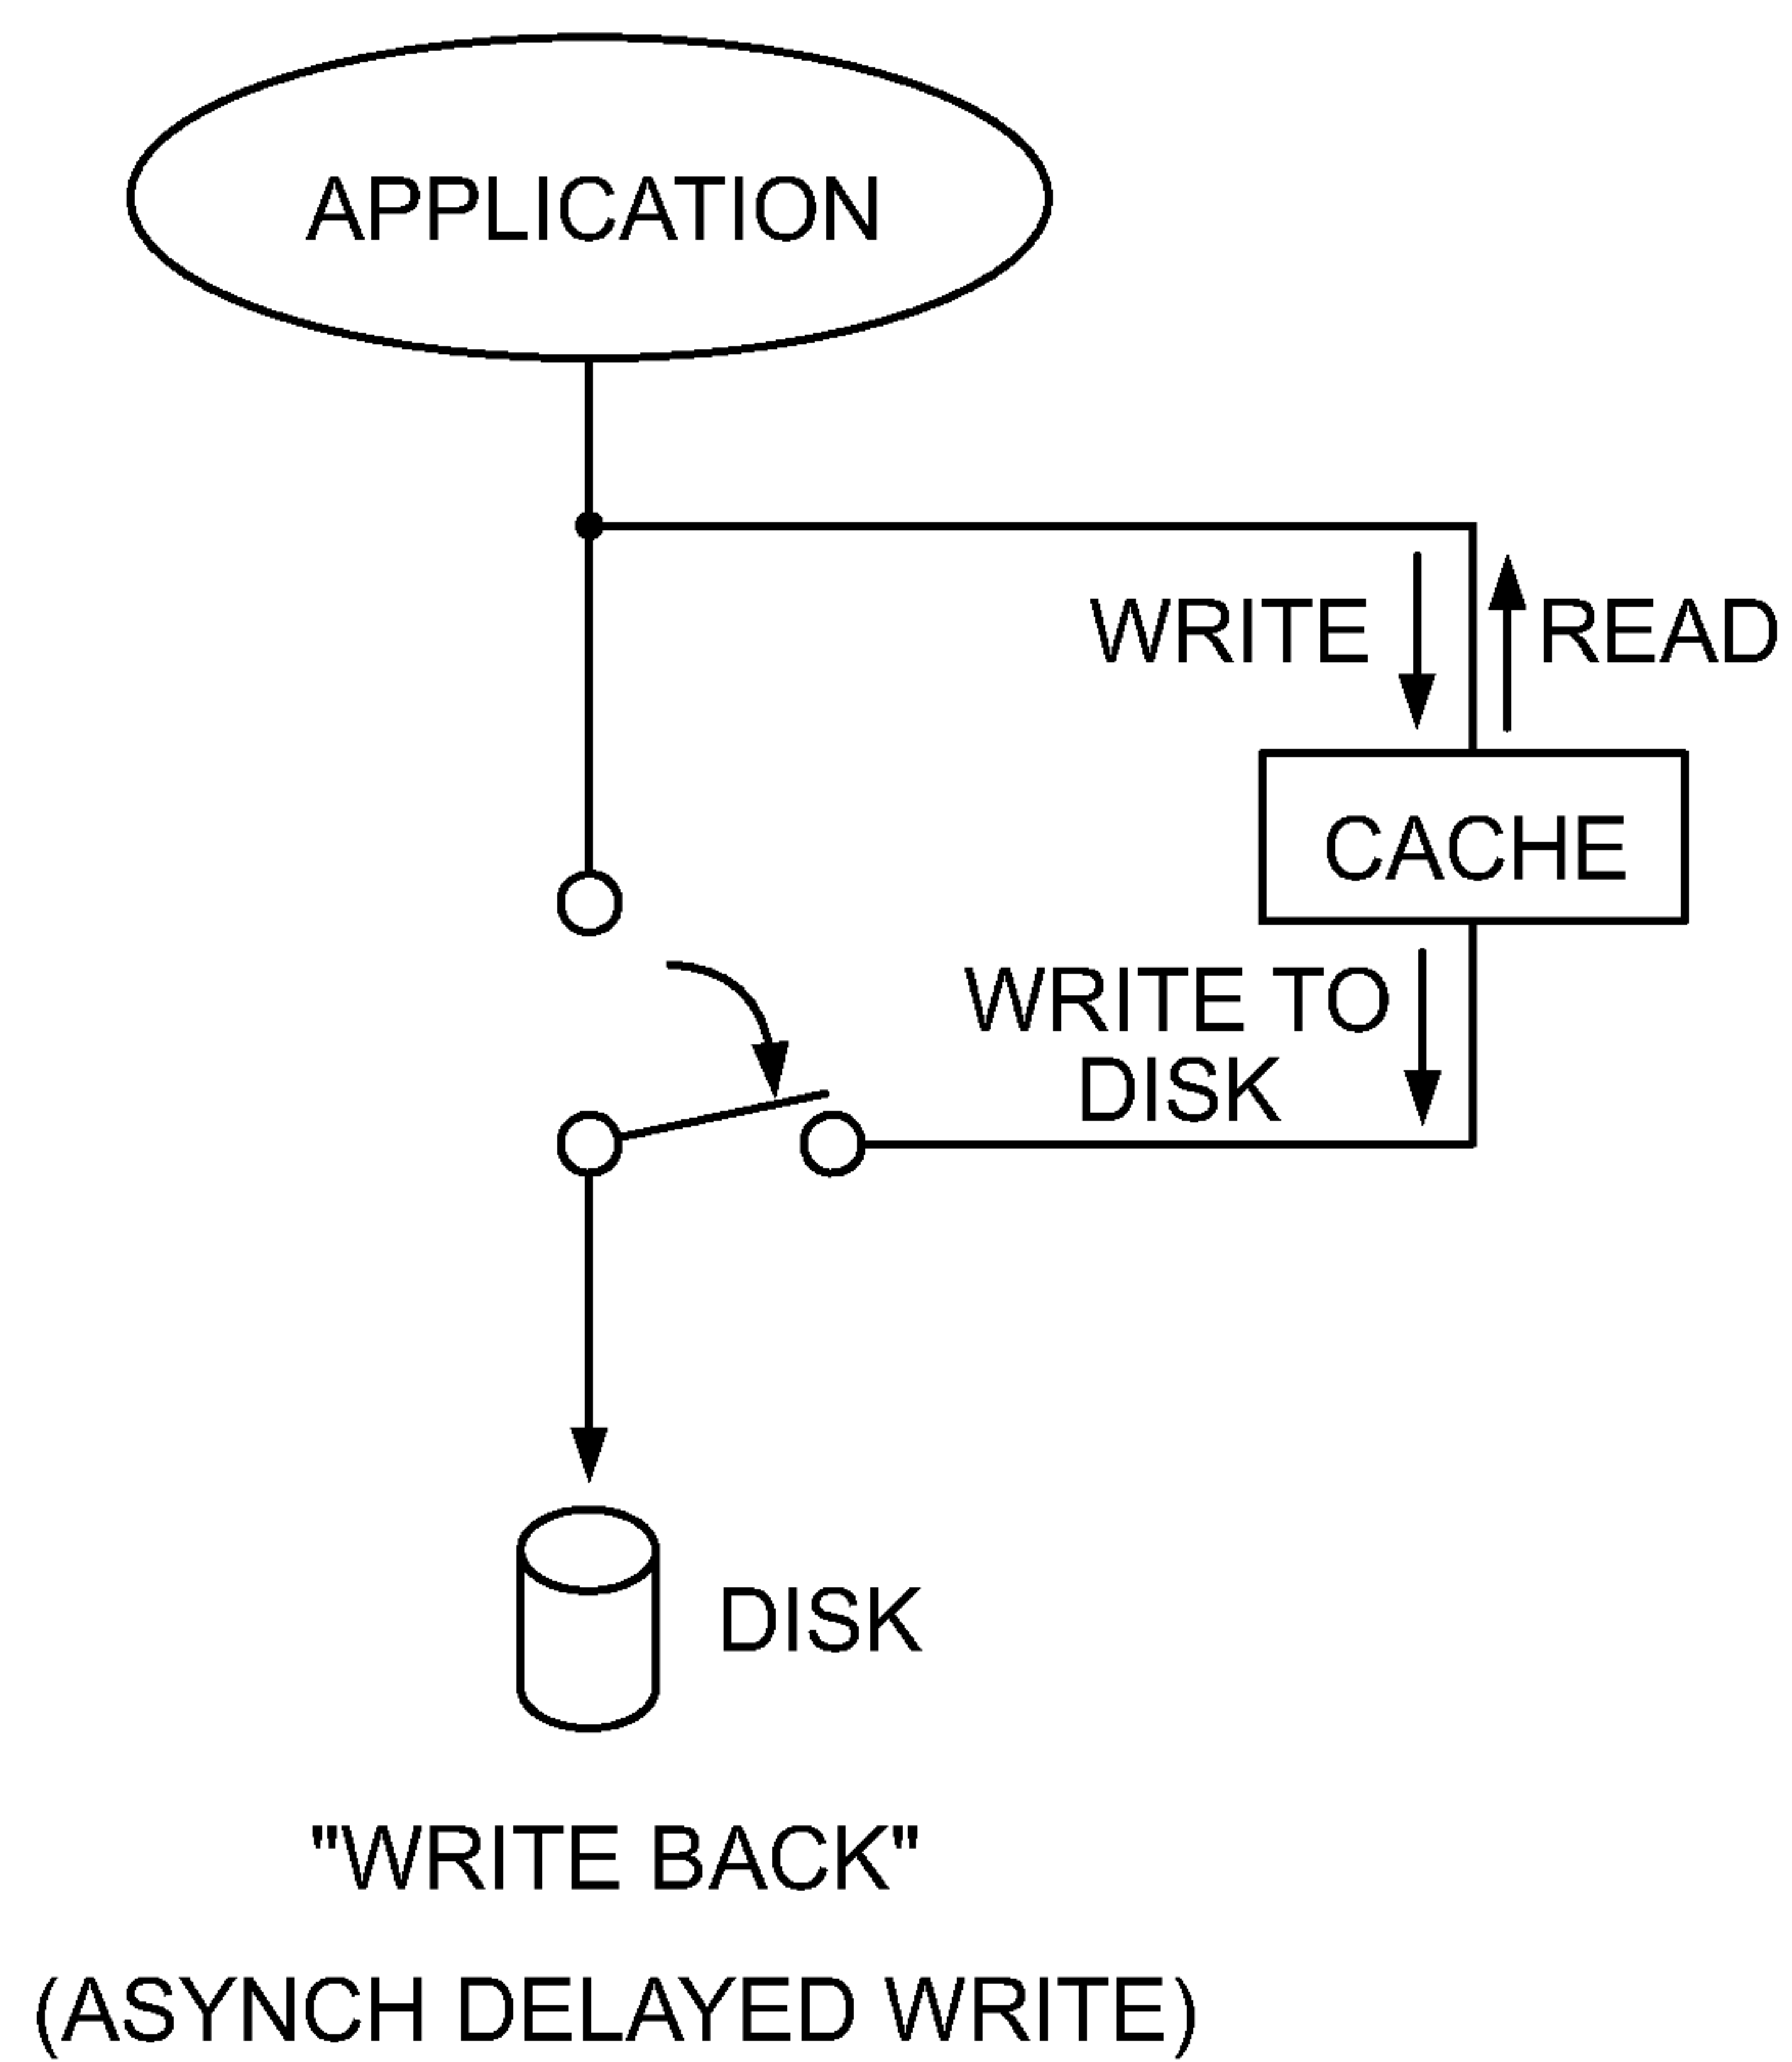 APPLICATION
WRITE
READ
CACHE
WRITE TO
DISK
DISK
"WRITE BACK"
(ASYNCH DELAYED WRITE)